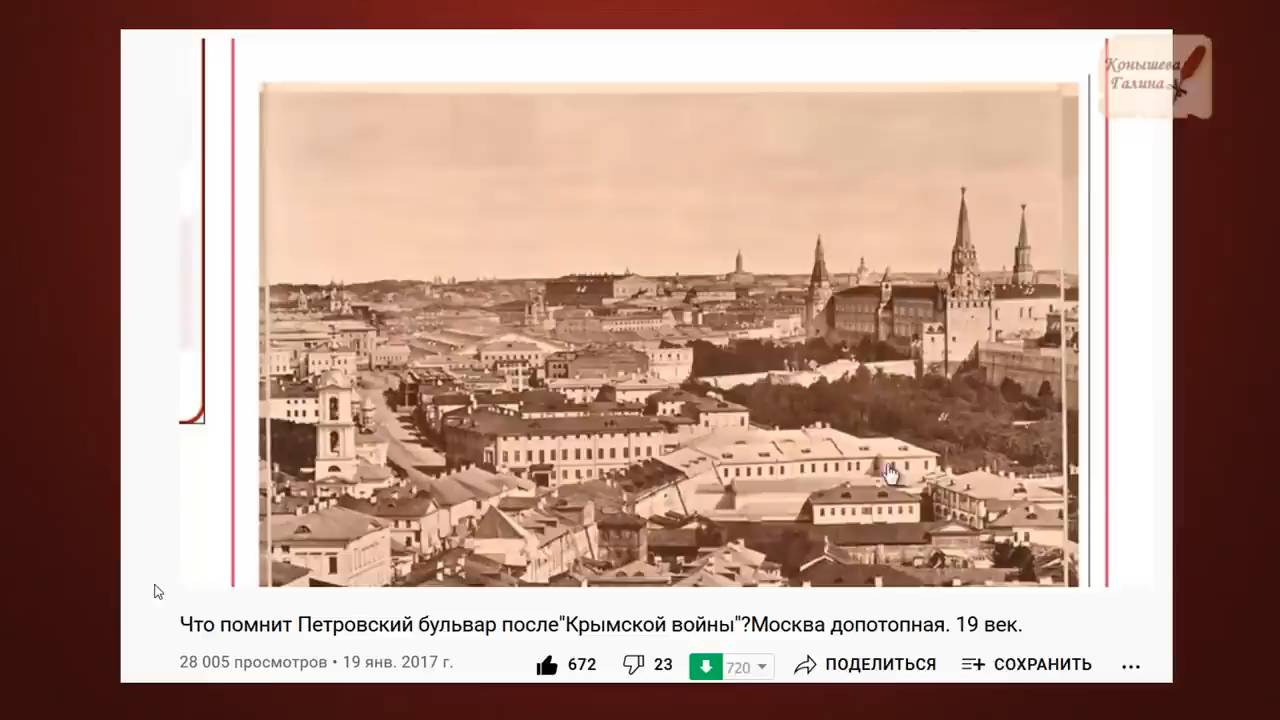 Конышева
Галина
Что помнит Петровский бульвар после"Крымской войны"?Москва допотопная. 19 век.
28 005 просмотров • 19 янв. 2017 г.
672
23
720
ПОДЕЛИТЬСЯ
СОХРАНИТЬ